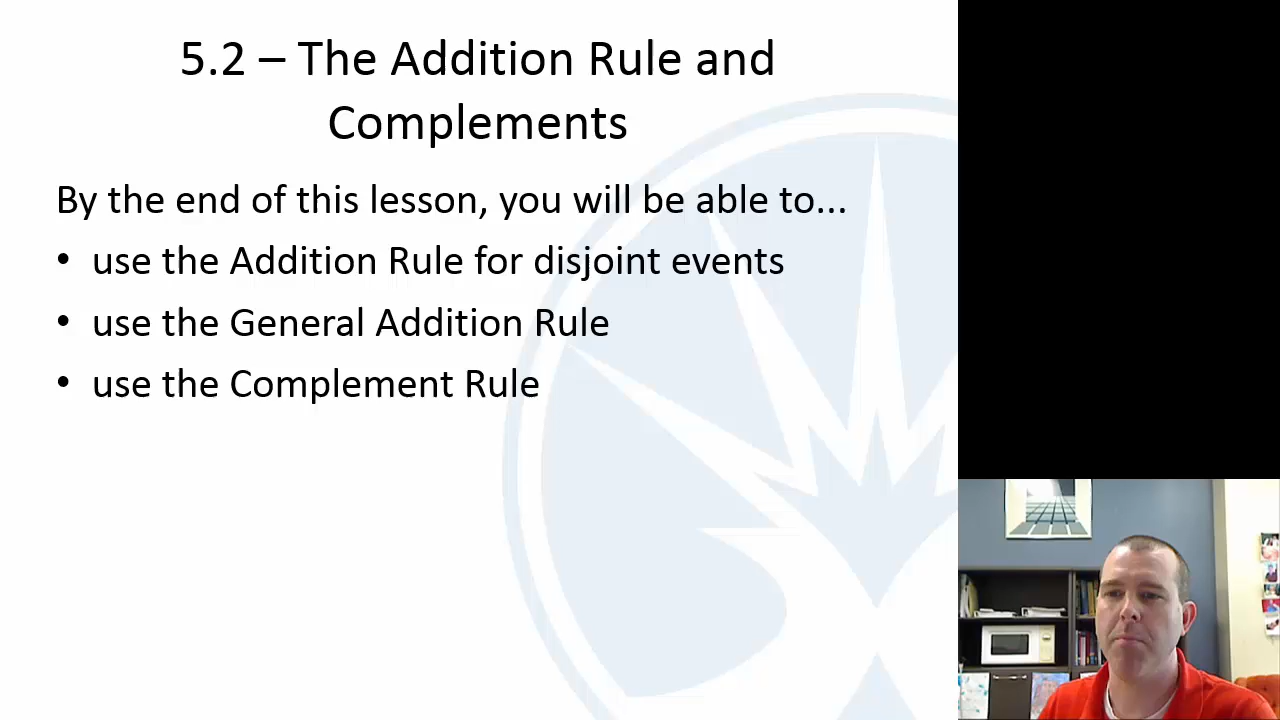 5.2 – The Addition Rule and
Complements
By the end of this lesson, you will be able to...
• use the Addition Rule for disjoint events
• use the General Addition Rule
• use the Complement Rule